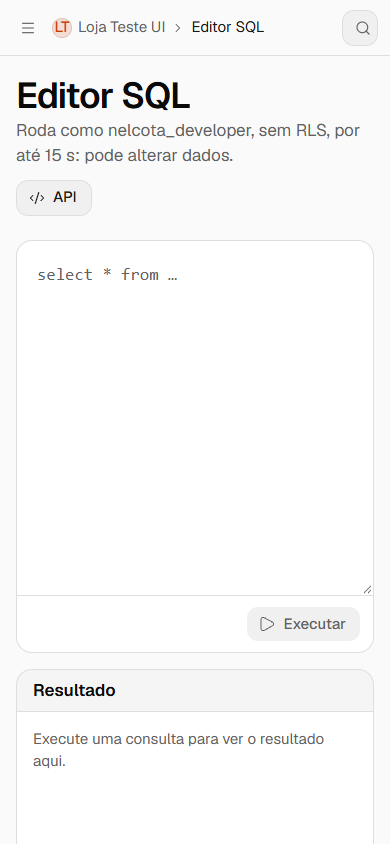 LT Loja Teste UI > Editor SQL
Editor SQL
Roda como nelcota_developer, sem RLS, por
até 15 s: pode alterar dados.
</> API
select * from …
Executar
Resultado
Execute uma consulta para ver o resultado
aqui.